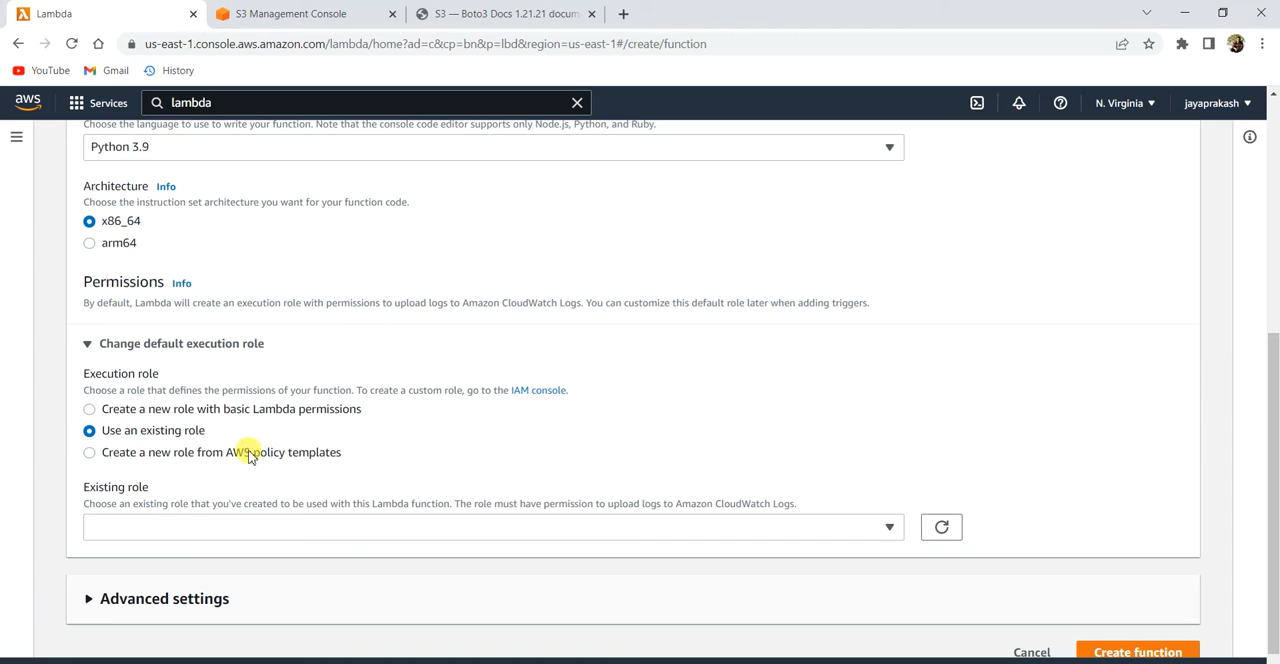 Lambda
S3 Management Console
S3 — Boto3 Docs 1.21.21 docum
us-east-1.console.aws.amazon.com/lambda/home?ad=c&cp=bn&p=lbd&region=us-east-1#/create/function
YouTube
Gmail
History
aws
Services
lambda
N. Virginia
jayaprakash
Choose the language to use to write your function. Note that the console code editor supports only Node.js, Python, and Ruby.
Python 3.9
Architecture Info
Choose the instruction set architecture you want for your function code.
x86_64
arm64
Permissions Info
By default, Lambda will create an execution role with permissions to upload logs to Amazon CloudWatch Logs. You can customize this default role later when adding triggers.
Change default execution role
Execution role
Choose a role that defines the permissions of your function. To create a custom role, go to the IAM console.
Create a new role with basic Lambda permissions
Use an existing role
Create a new role from AWS policy templates
Existing role
Choose an existing role that you've created to be used with this Lambda function. The role must have permission to upload logs to Amazon CloudWatch Logs.
Advanced settings
Cancel
Create function